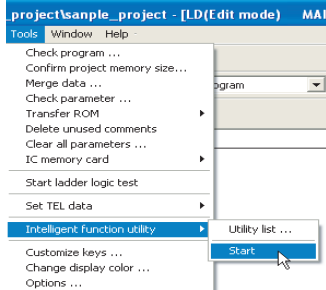 _project\sanple_project - [LD(Edit mode) MAI
Tools Window Help
Check program ...
Confirm project memory size...
Merge data ...
Check parameter ...
Transfer ROM
Delete unused comments
Clear all parameters ...
IC memory card
Start ladder logic test
Set TEL data
Intelligent function utility
Customize keys ...
Change display color ...
Options ...
ogram
Utility list ...
Start